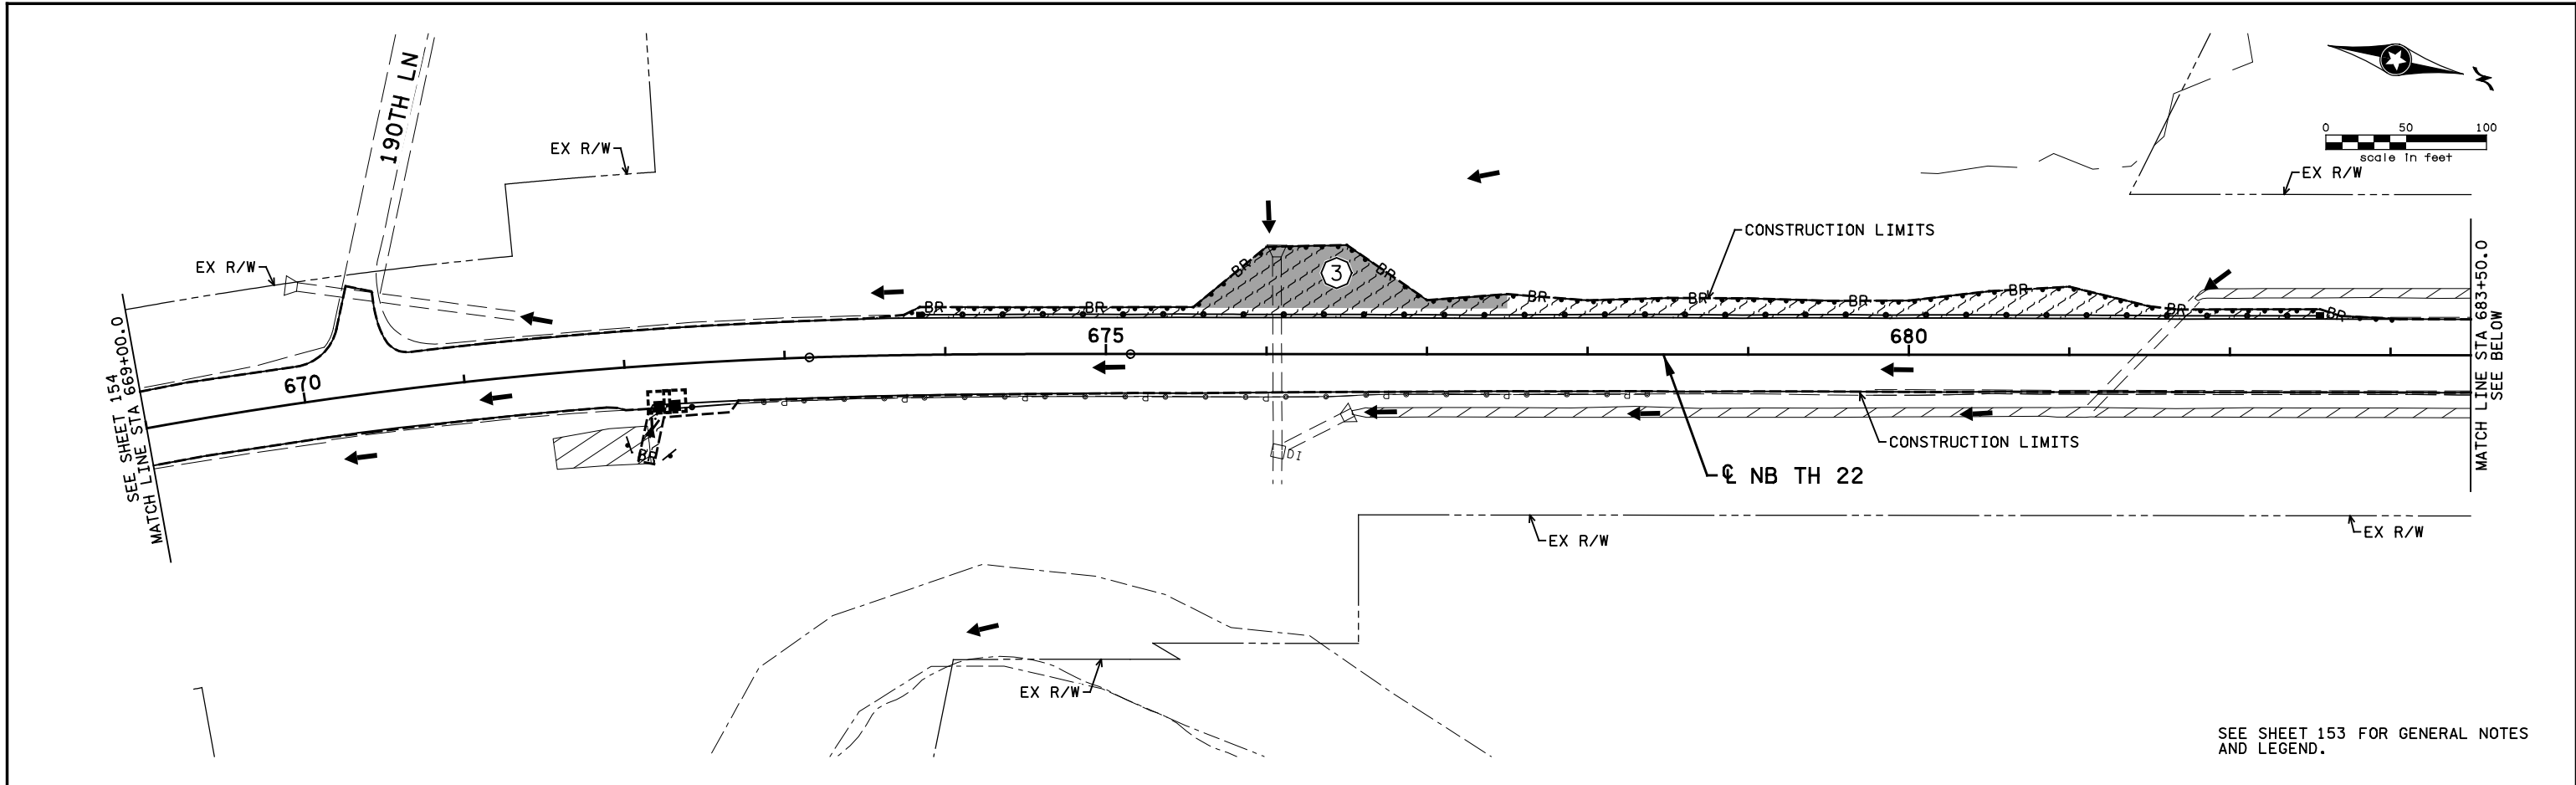 190TH LN
EX R/W
EX R/W
0 50 100
scale in feet
EX R/W
CONSTRUCTION LIMITS
3
BR
BR
BR
BR
BR
BR
BR
BR
BR
BR
675
680
670
SEE SHEET 154
MATCH LINE STA 669+00.0
MATCH LINE STA 683+50.0
SEE BELOW
BR
P P P P P P P P
DI
CONSTRUCTION LIMITS
℄ NB TH 22
EX R/W
EX R/W
EX R/W
SEE SHEET 153 FOR GENERAL NOTES
AND LEGEND.